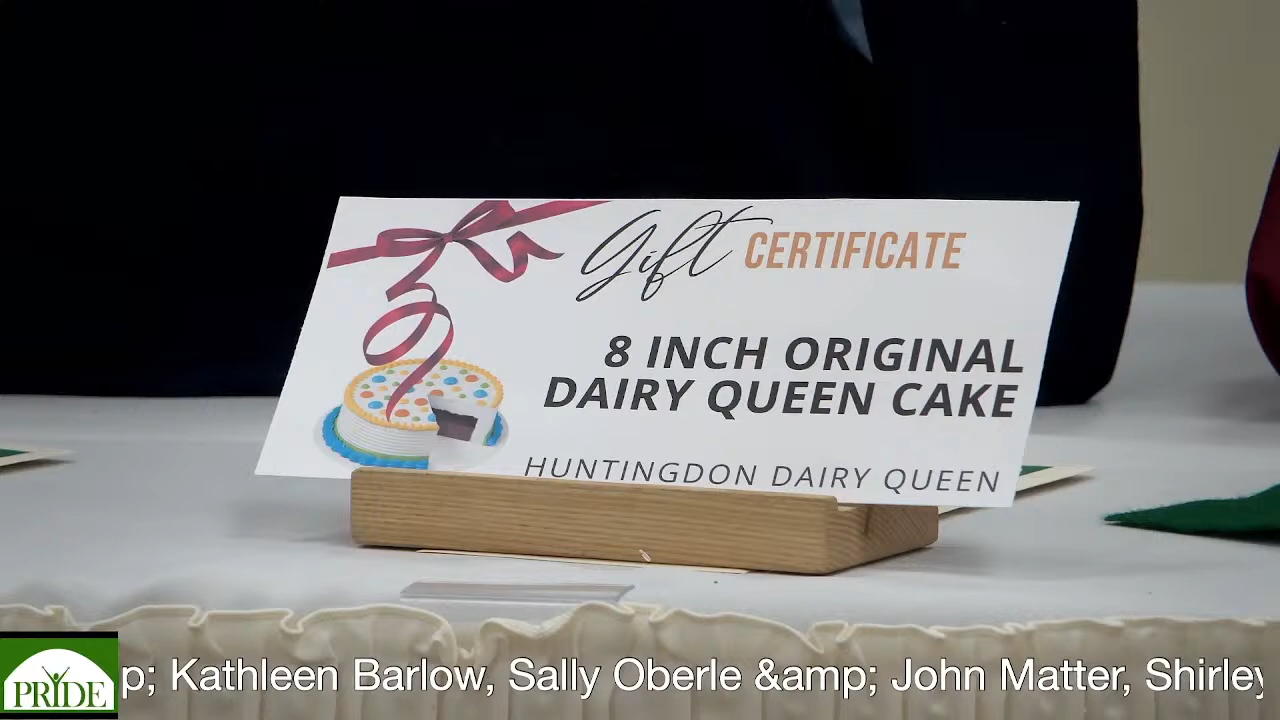 Gift CERTIFICATE
8 INCH ORIGINAL
DAIRY QUEEN CAKE
HUNTINGDON DAIRY QUEEN
PRIDE
p; Kathleen Barlow, Sally Oberle &amp; John Matter, Shirley